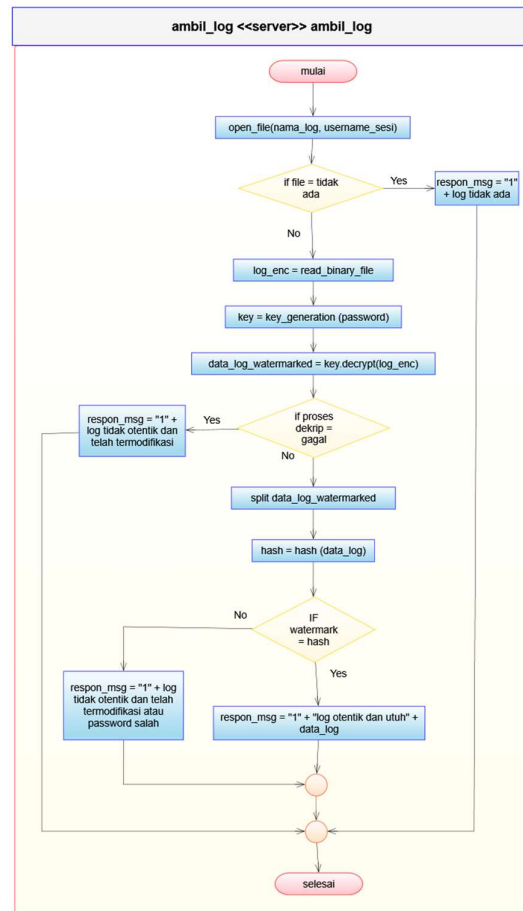 ambil_log <<server>> ambil_log
mulai
open_file(nama_log, username_sesi)
if file = tidak
ada
Yes
respon_msg = "1"
+ log tidak ada
No
log_enc = read_binary_file
key = key_generation (password)
data_log_watermarked = key.decrypt(log_enc)
if proses
dekrip =
gagal
Yes
respon_msg = "1" +
log tidak otentik dan
telah termodifikasi
No
split data_log_watermarked
hash = hash (data_log)
IF
watermark
= hash
No
respon_msg = "1" + log
tidak otentik dan telah
termodifikasi atau
password salah
Yes
respon_msg = "1" + "log otentik dan utuh" +
data_log
selesai